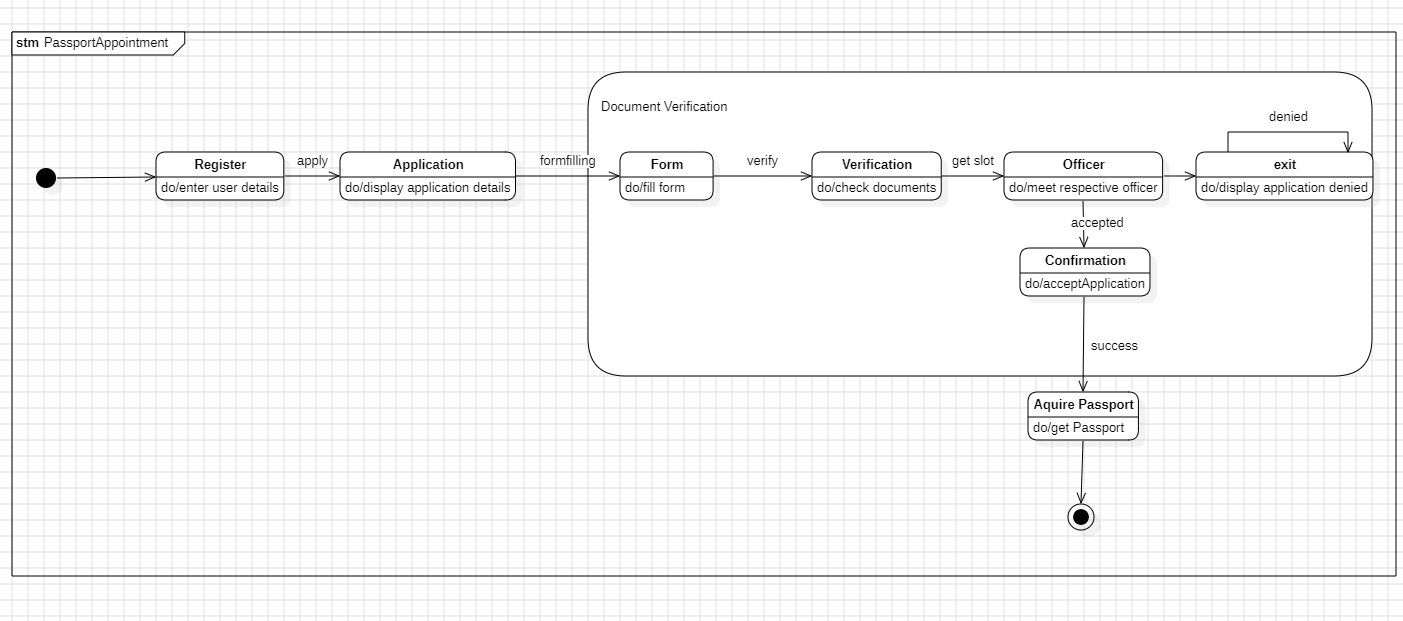 stm PassportAppointment
Document Verification
denied
Register
do/enter user details
apply
Application
do/display application details
formfilling
Form
do/fill form
verify
Verification
do/check documents
get slot
Officer
do/meet respective officer
exit
do/display application denied
accepted
Confirmation
do/acceptApplication
success
Aquire Passport
do/get Passport